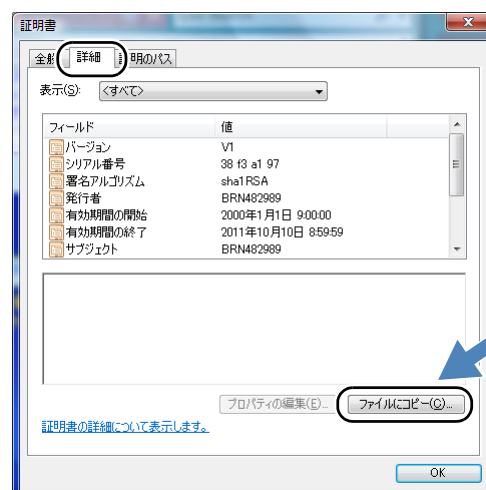 証明書
全般 詳細 証明のパス
表示(S): <すべて>
フィールド 値
バージョン V1
シリアル番号 38 f3 a1 97
署名アルゴリズム sha1RSA
発行者 BRN482989
有効期間の開始 2000年1月1日 9:00:00
有効期間の終了 2011年10月10日 8:59:59
サブジェクト BRN482989
プロパティの編集(E)... ファイルにコピー(C)...
証明書の詳細について表示します。
OK